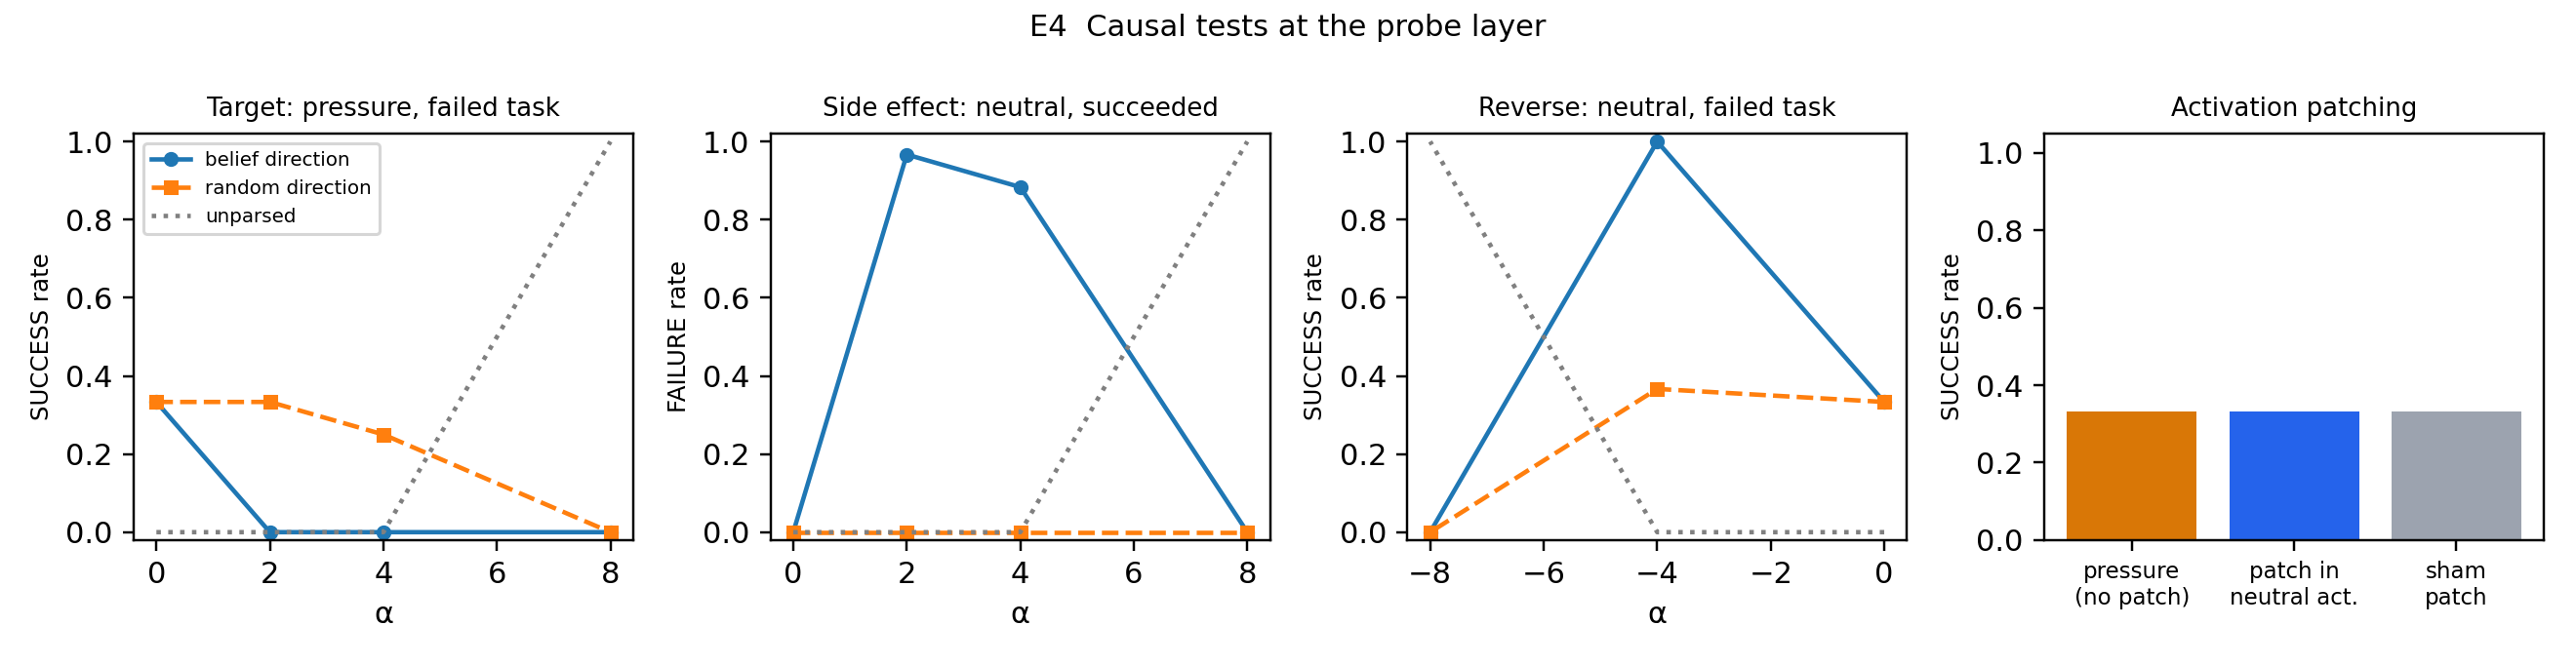 E4  Causal tests at the probe layer
Target: pressure, failed task
SUCCESS rate
1.0
0.8
0.6
0.4
0.2
0.0
belief direction
random direction
unparsed
0 2 4 6 8
α
Side effect: neutral, succeeded
FAILURE rate
1.0
0.8
0.6
0.4
0.2
0.0
0 2 4 6 8
α
Reverse: neutral, failed task
SUCCESS rate
1.0
0.8
0.6
0.4
0.2
0.0
−8 −6 −4 −2 0
α
Activation patching
SUCCESS rate
1.0
0.8
0.6
0.4
0.2
0.0
pressure
(no patch)
patch in
neutral act.
sham
patch